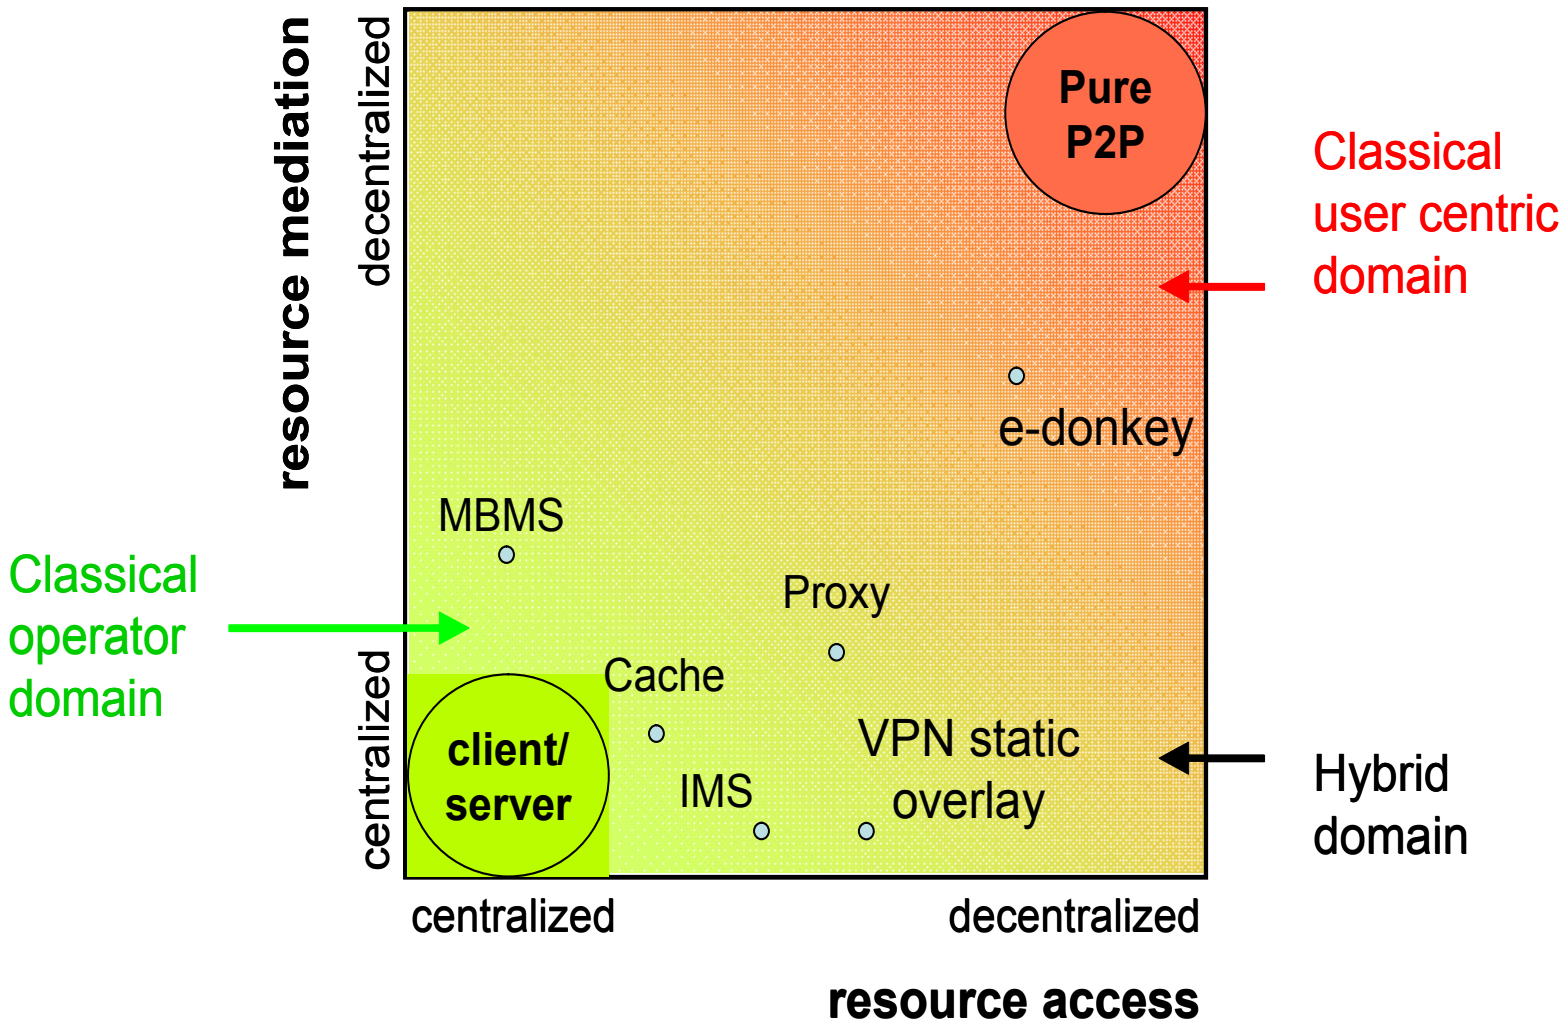 resource mediation
decentralized
centralized
Pure
P2P
Classical
user centric
domain
e-donkey
MBMS
Classical
operator
domain
Proxy
Cache
client/
server
IMS
VPN static
overlay
Hybrid
domain
centralized
decentralized
resource access